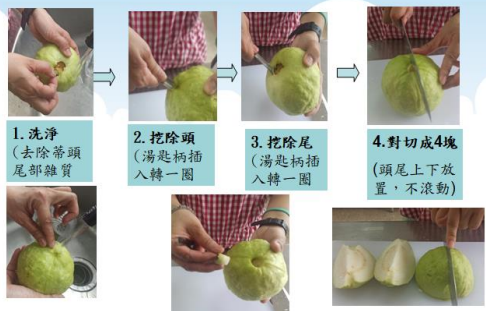 1. 洗淨
(去除蒂頭
尾部雜質
2. 挖除頭
(湯匙柄插
入轉一圈
3. 挖除尾
(湯匙柄插
入轉一圈
4.對切成4塊
(頭尾上下放
置，不滾動)